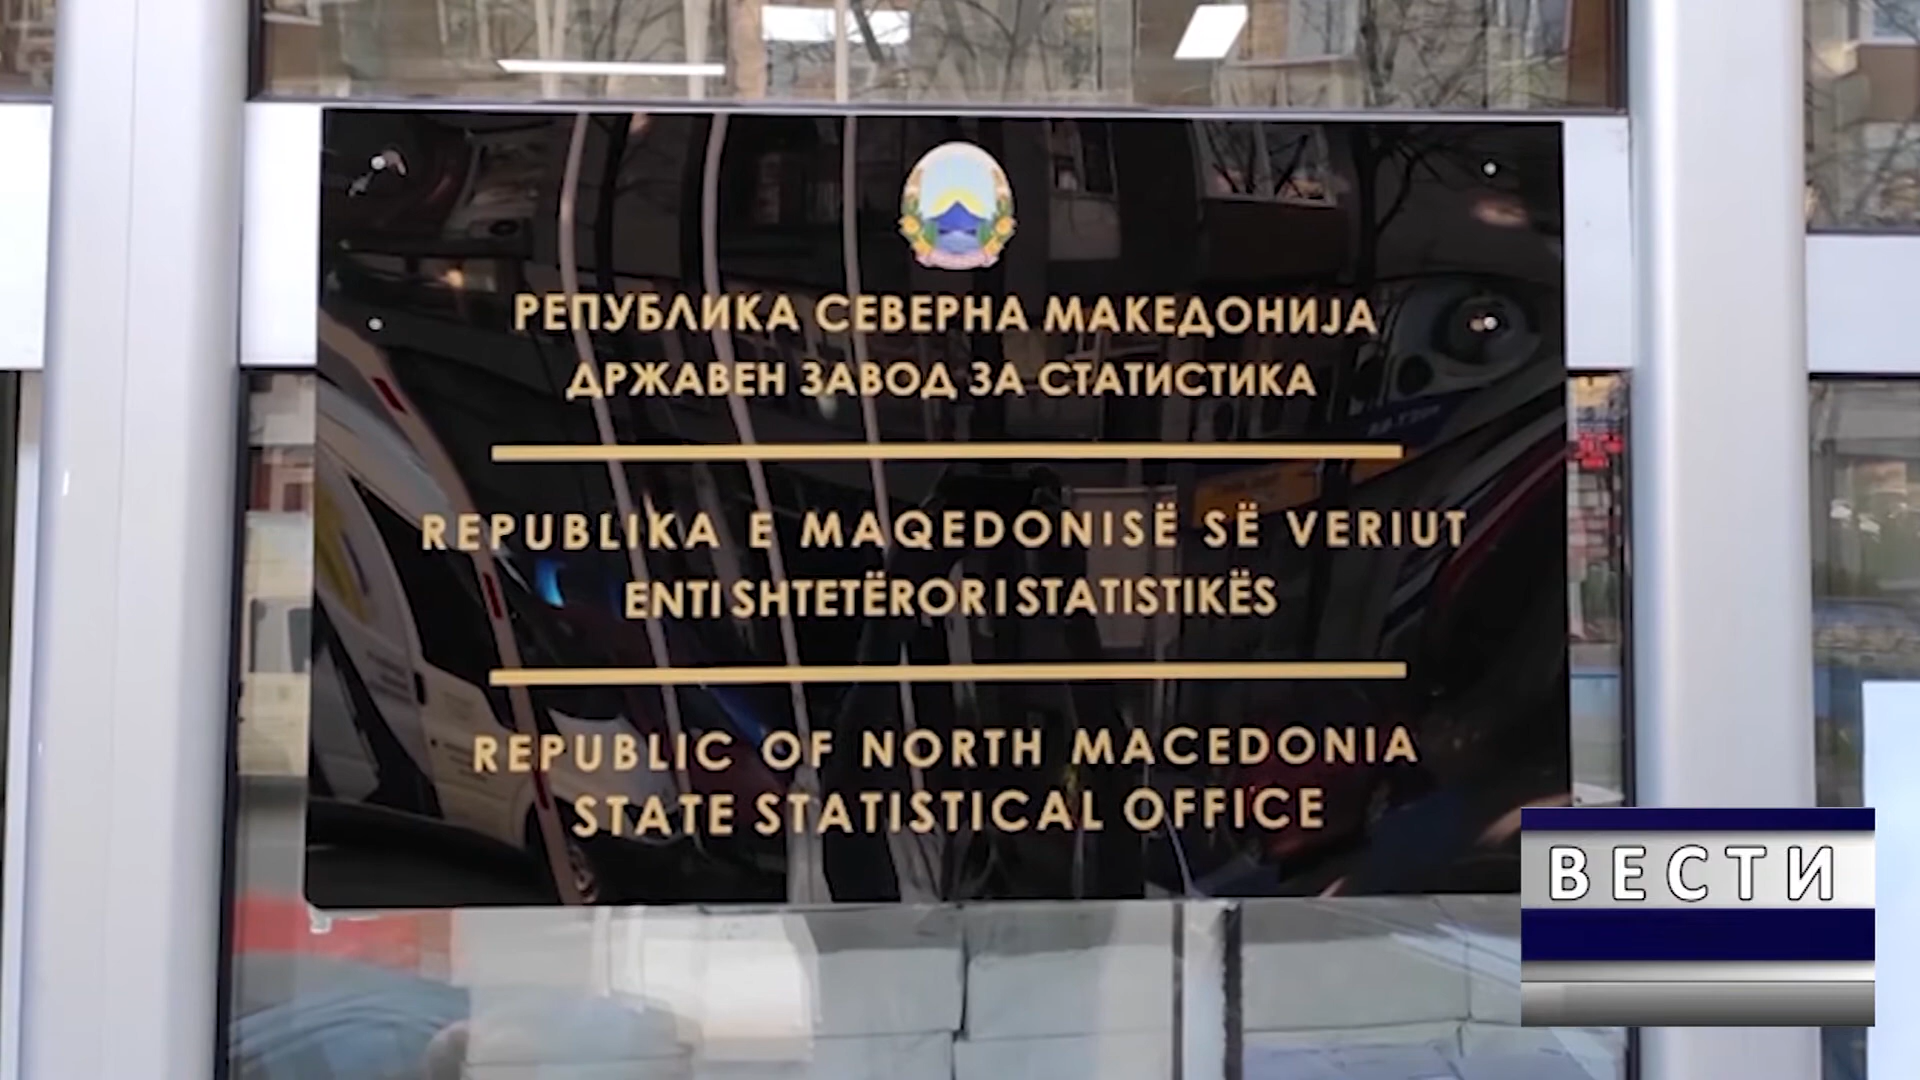 РЕПУБЛИКА СЕВЕРНА МАКЕДОНИЈА
ДРЖАВЕН ЗАВОД ЗА СТАТИСТИКА
REPUBLIKA E MAQEDONISË SË VERIUT
ENTI SHTETËROR I STATISTIKËS
REPUBLIC OF NORTH MACEDONIA
STATE STATISTICAL OFFICE
ВЕСТИ